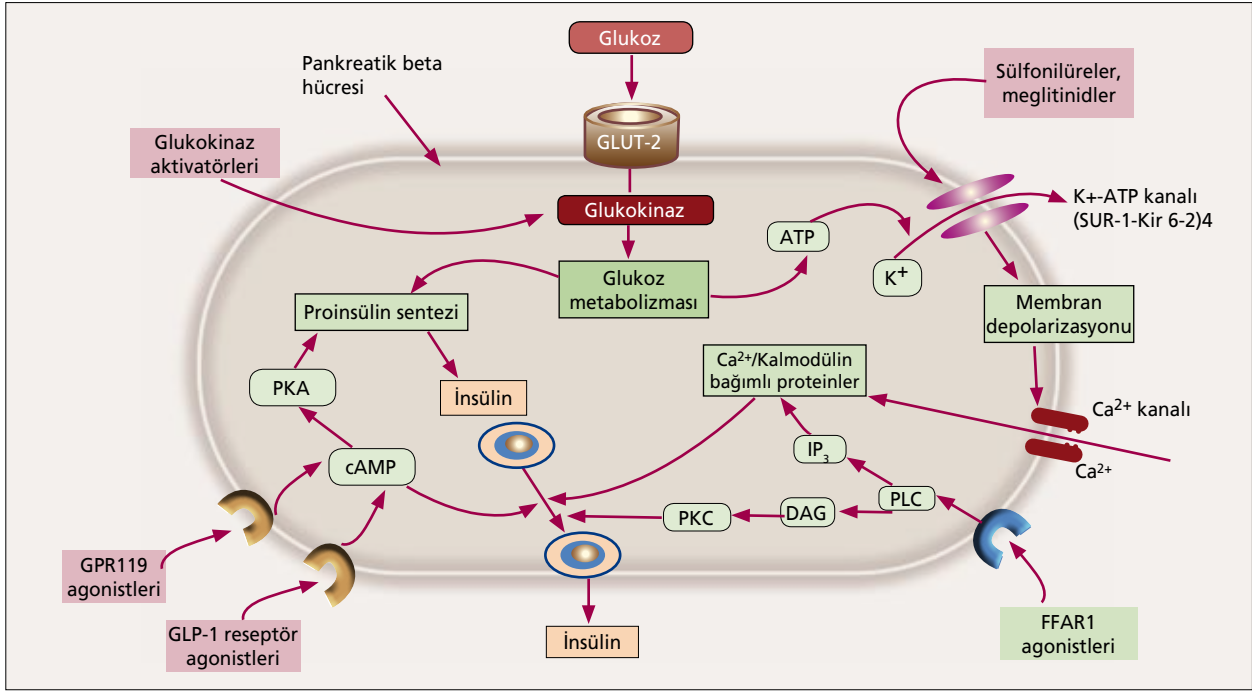 Glukoz
Pankreatik beta
hücresi
Sülfonilüreler,
meglitinidler
GLUT-2
Glukokinaz
aktivatörleri
Glukokinaz
K+-ATP kanalı
(SUR-1-Kir 6-2)4
ATP
K+
Glukoz
metabolizması
Proinsülin sentezi
Membran
depolarizasyonu
Ca2+/Kalmodülin
bağımlı proteinler
PKA
İnsülin
Ca2+ kanalı
IP3
cAMP
Ca2+
PLC
DAG
PKC
GPR119
agonistleri
GLP-1 reseptör
agonistleri
İnsülin
FFAR1
agonistleri